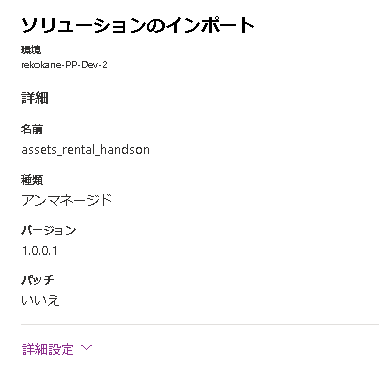 ソリューションのインポート
環境
rekokane-PP-Dev-2
詳細
名前
assets_rental_handson
種類
アンマネージド
バージョン
1.0.0.1
パッチ
いいえ
詳細設定